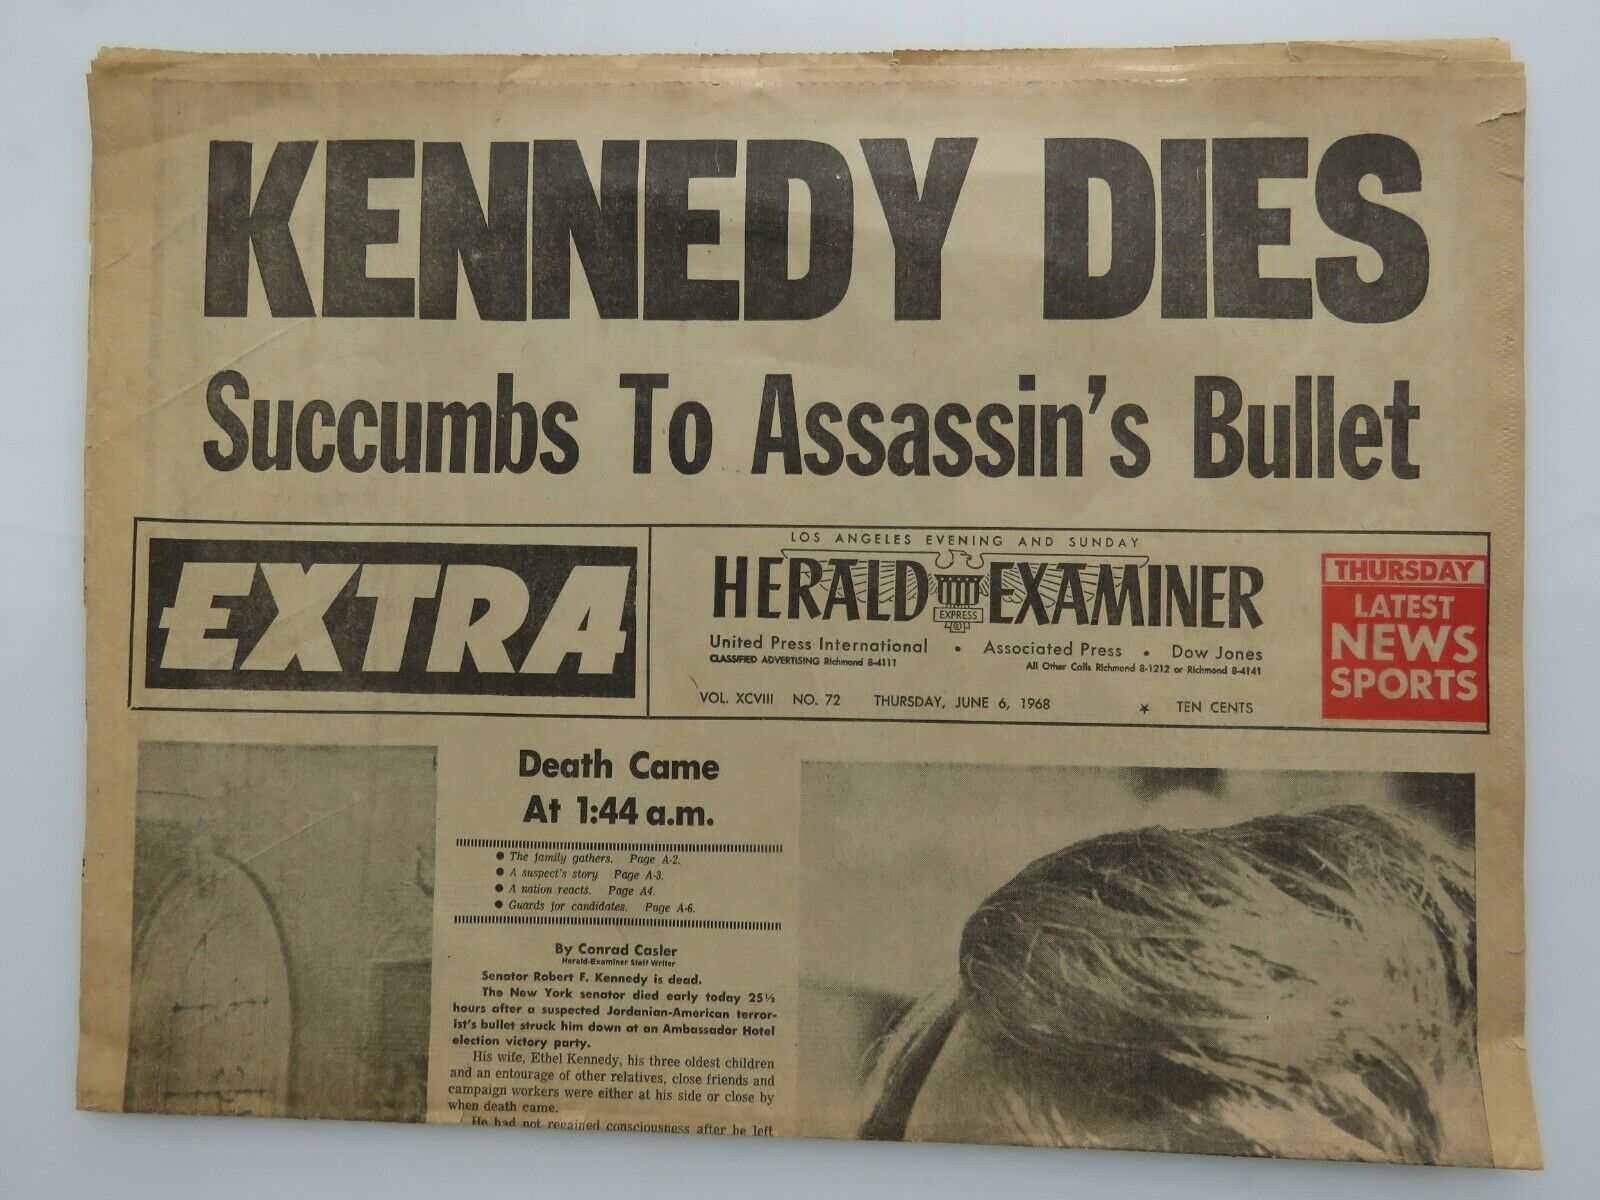 KENNEDY DIES
Succumbs To Assassin's Bullet
EXTRA
LOS ANGELES EVENING AND SUNDAY
HERALD EXAMINER
EXPRESS
United Press International • Associated Press • Dow Jones
CLASSIFIED ADVERTISING RIchmond 8-4111
All Other Calls RIchmond 8-1212 or RIchmond 8-4141
VOL. XCVIII NO. 72 THURSDAY, JUNE 6, 1968 ★ TEN CENTS
THURSDAY
LATEST
NEWS
SPORTS
Death Came
At 1:44 a.m.
● The family gathers. Page A-2.
● A suspect's story Page A-3.
● A nation reacts. Page A4.
● Guards for candidates. Page A-6.
By Conrad Casler
Herald-Examiner Staff Writer
Senator Robert F. Kennedy is dead.
The New York senator died early today 25½
hours after a suspected Jordanian-American terror-
ist's bullet struck him down at an Ambassador Hotel
election victory party.
His wife, Ethel Kennedy, his three oldest children
and an entourage of other relatives, close friends and
campaign workers were either at his side or close by
when death came.
He had not regained consciousness after he left